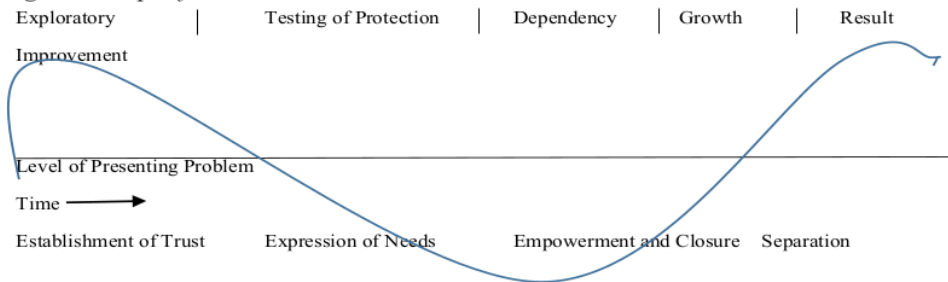 Exploratory | Testing of Protection | Dependency | Growth | Result
Improvement
Level of Presenting Problem
Time
Establishment of Trust Expression of Needs Empowerment and Closure Separation